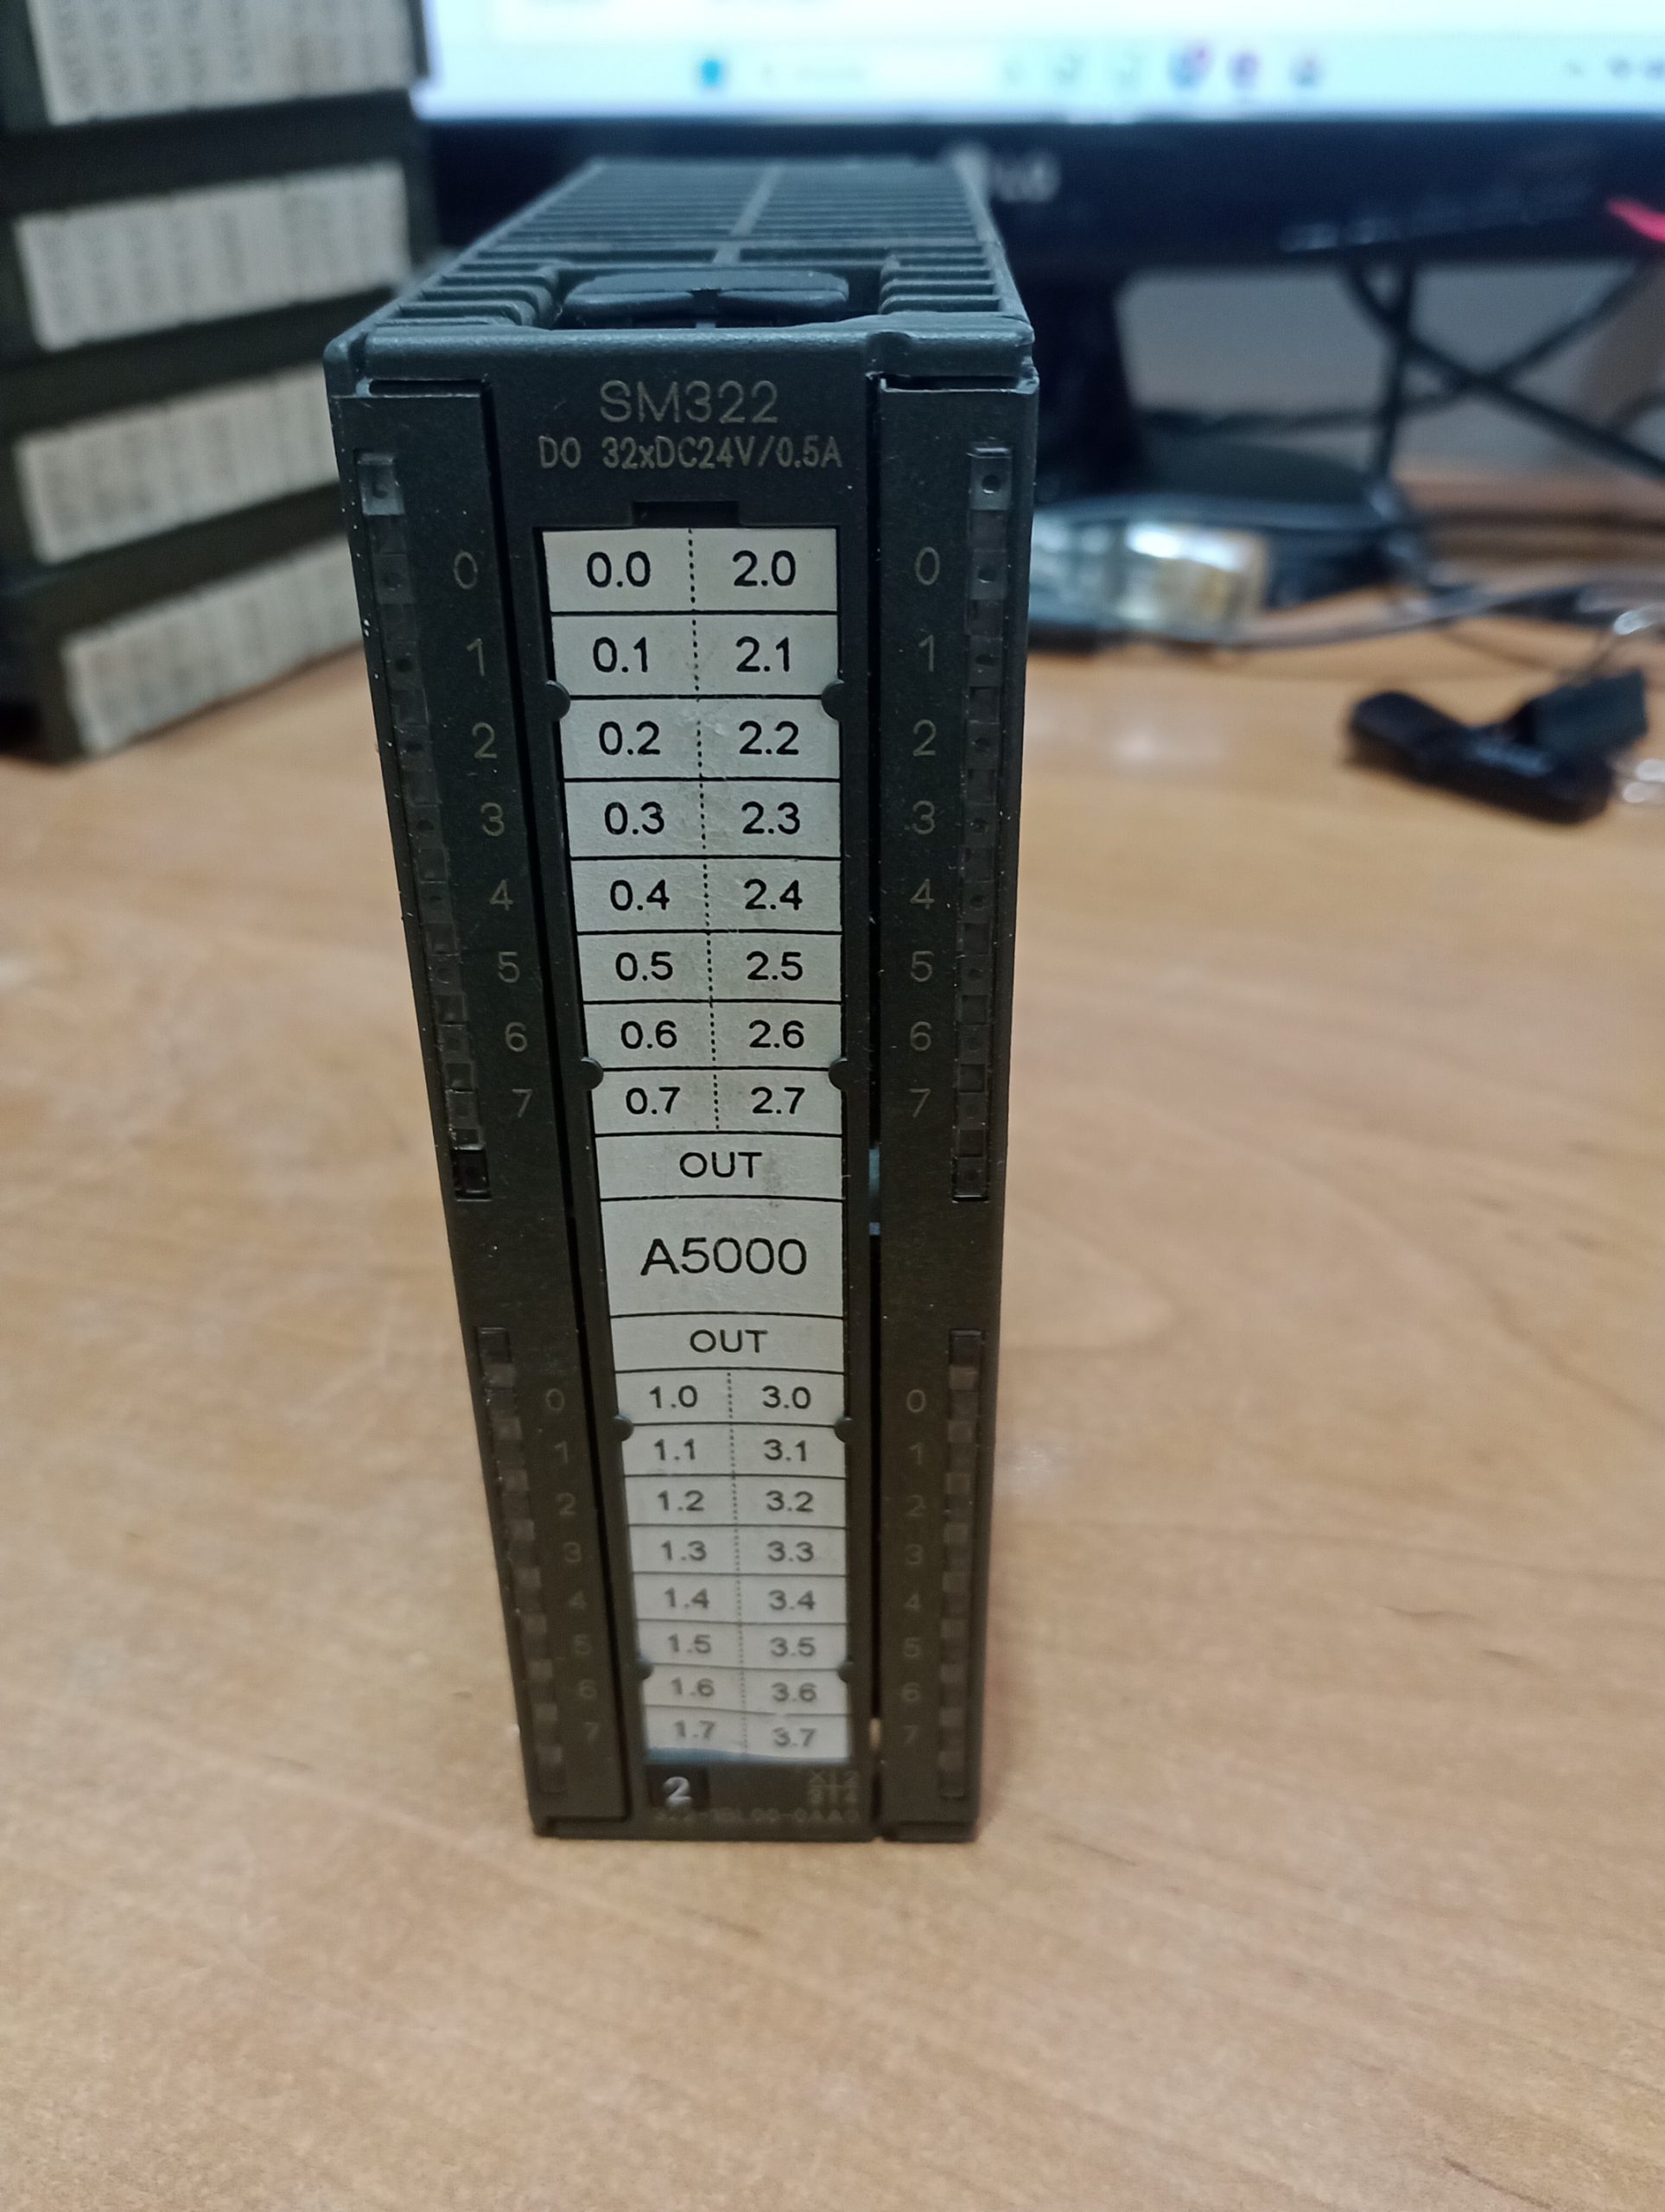 SM322
DO 32xDC24V/0.5A
0 0.0 2.0 0
1 0.1 2.1 1
2 0.2 2.2 2
3 0.3 2.3 3
4 0.4 2.4 4
5 0.5 2.5 5
6 0.6 2.6 6
7 0.7 2.7 7
OUT
A5000
OUT
0 1.0 3.0 0
1 1.1 3.1 1
2 1.2 3.2 2
3 1.3 3.3 3
4 1.4 3.4 4
5 1.5 3.5 5
6 1.6 3.6 6
7 1.7 3.7 7
2